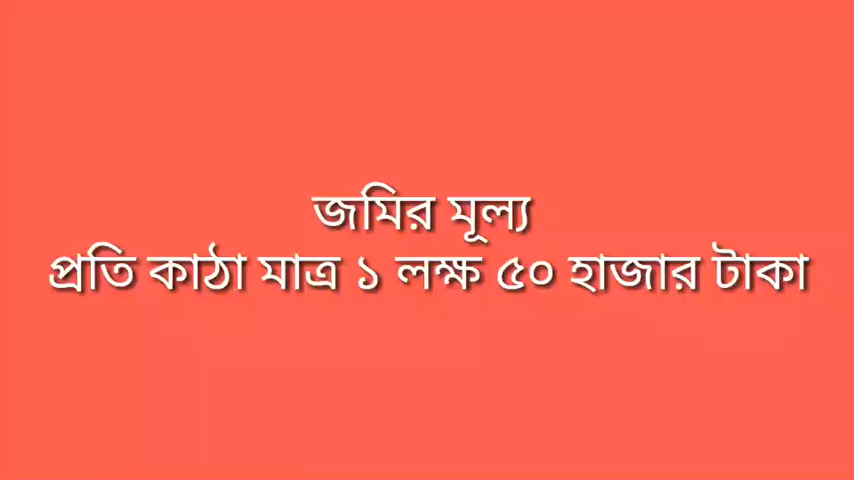 জমির মূল্য
প্রতি কাঠা মাত্র ১ লক্ষ ৫০ হাজার টাকা